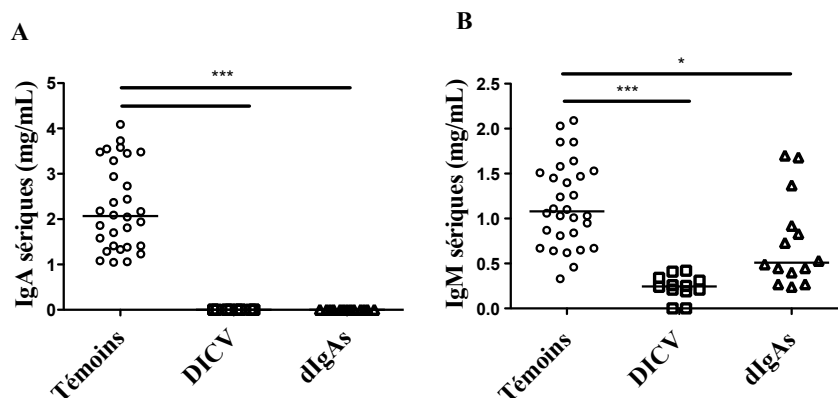 A
***
IgA sériques (mg/mL)
5
4
3
2
1
0
Témoins
DICV
dIgAs
B
*
***
IgM sériques (mg/mL)
2.5
2.0
1.5
1.0
0.5
0.0
Témoins
DICV
dIgAs